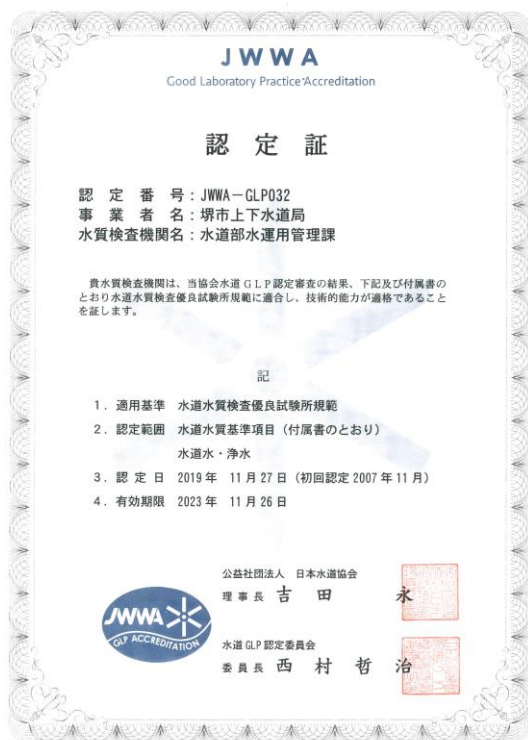 JWWA
Good Laboratory Practice Accreditation
認定証
認定番号：JWWA－GLP032
事業者名：堺市上下水道局
水質検査機関名：水道部水運用管理課
貴水質検査機関は、当協会水道ＧＬＰ認定審査の結果、下記及び付属書の
とおり水道水質検査優良試験所規範に適合し、技術的能力が適格であること
を証します。
記
1．適用基準 水道水質検査優良試験所規範
2．認定範囲 水道水質基準項目（付属書のとおり）
水道水・浄水
3．認定日 2019年 11月27日（初回認定2007年11月）
4．有効期限 2023年 11月26日
公益社団法人 日本水道協会
理事長 吉田 永
水道GLP認定委員会
委員長 西村哲治
JWWA
GLP ACCREDITATION